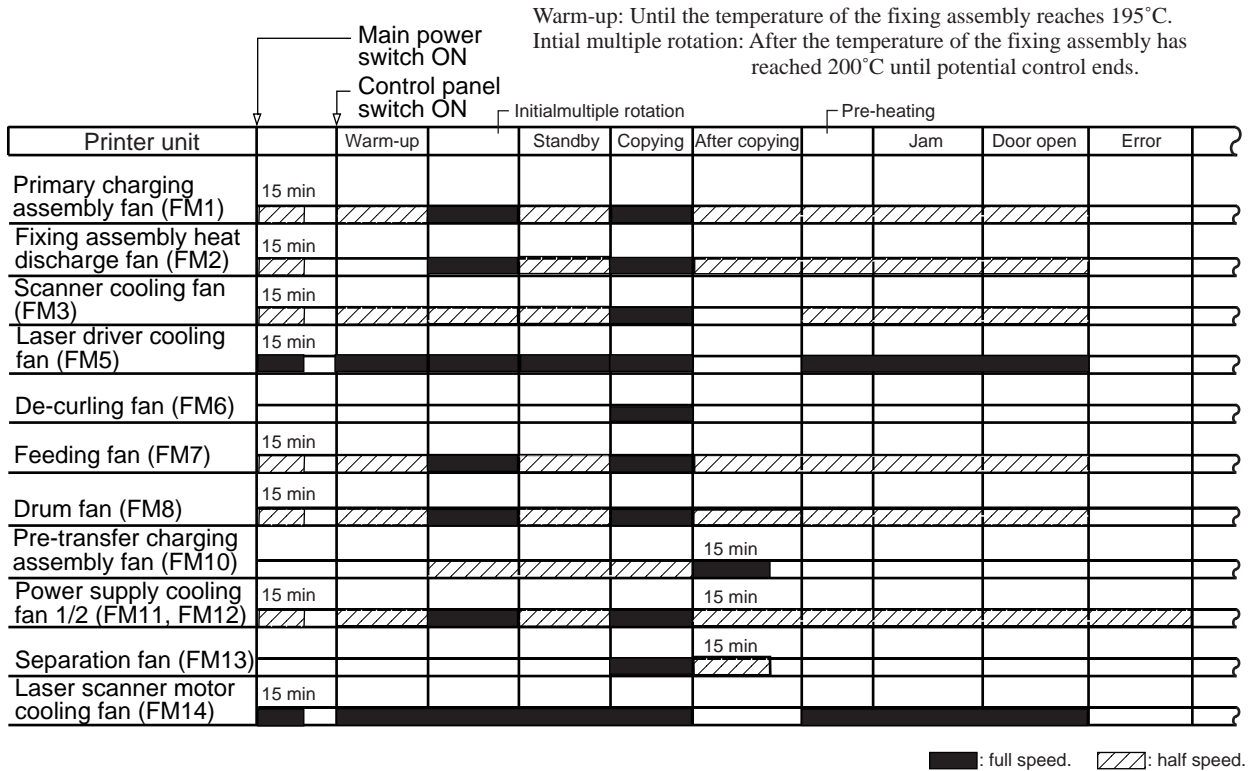 Warm-up: Until the temperature of the fixing assembly reaches 195˚C.
Intial multiple rotation: After the temperature of the fixing assembly has
reached 200˚C until potential control ends.
Main power
switch ON
Control panel
switch ON
Initialmultiple rotation
Pre-heating
Printer unit
Warm-up
Standby
Copying
After copying
Jam
Door open
Error
Primary charging
assembly fan (FM1)
15 min
Fixing assembly heat
discharge fan (FM2)
15 min
Scanner cooling fan
(FM3)
15 min
Laser driver cooling
fan (FM5)
15 min
De-curling fan (FM6)
Feeding fan (FM7)
15 min
Drum fan (FM8)
15 min
Pre-transfer charging
assembly fan (FM10)
15 min
Power supply cooling
fan 1/2 (FM11, FM12)
15 min
15 min
Separation fan (FM13)
15 min
Laser scanner motor
cooling fan (FM14)
15 min
: full speed.
: half speed.